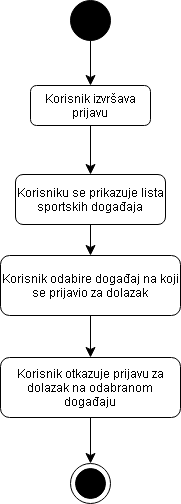 Korisnik izvršava
prijavu
Korisniku se prikazuje lista
sportskih događaja
Korisnik odabire događaj na koji
se prijavio za dolazak
Korisnik otkazuje prijavu za
dolazak na odabranom
događaju